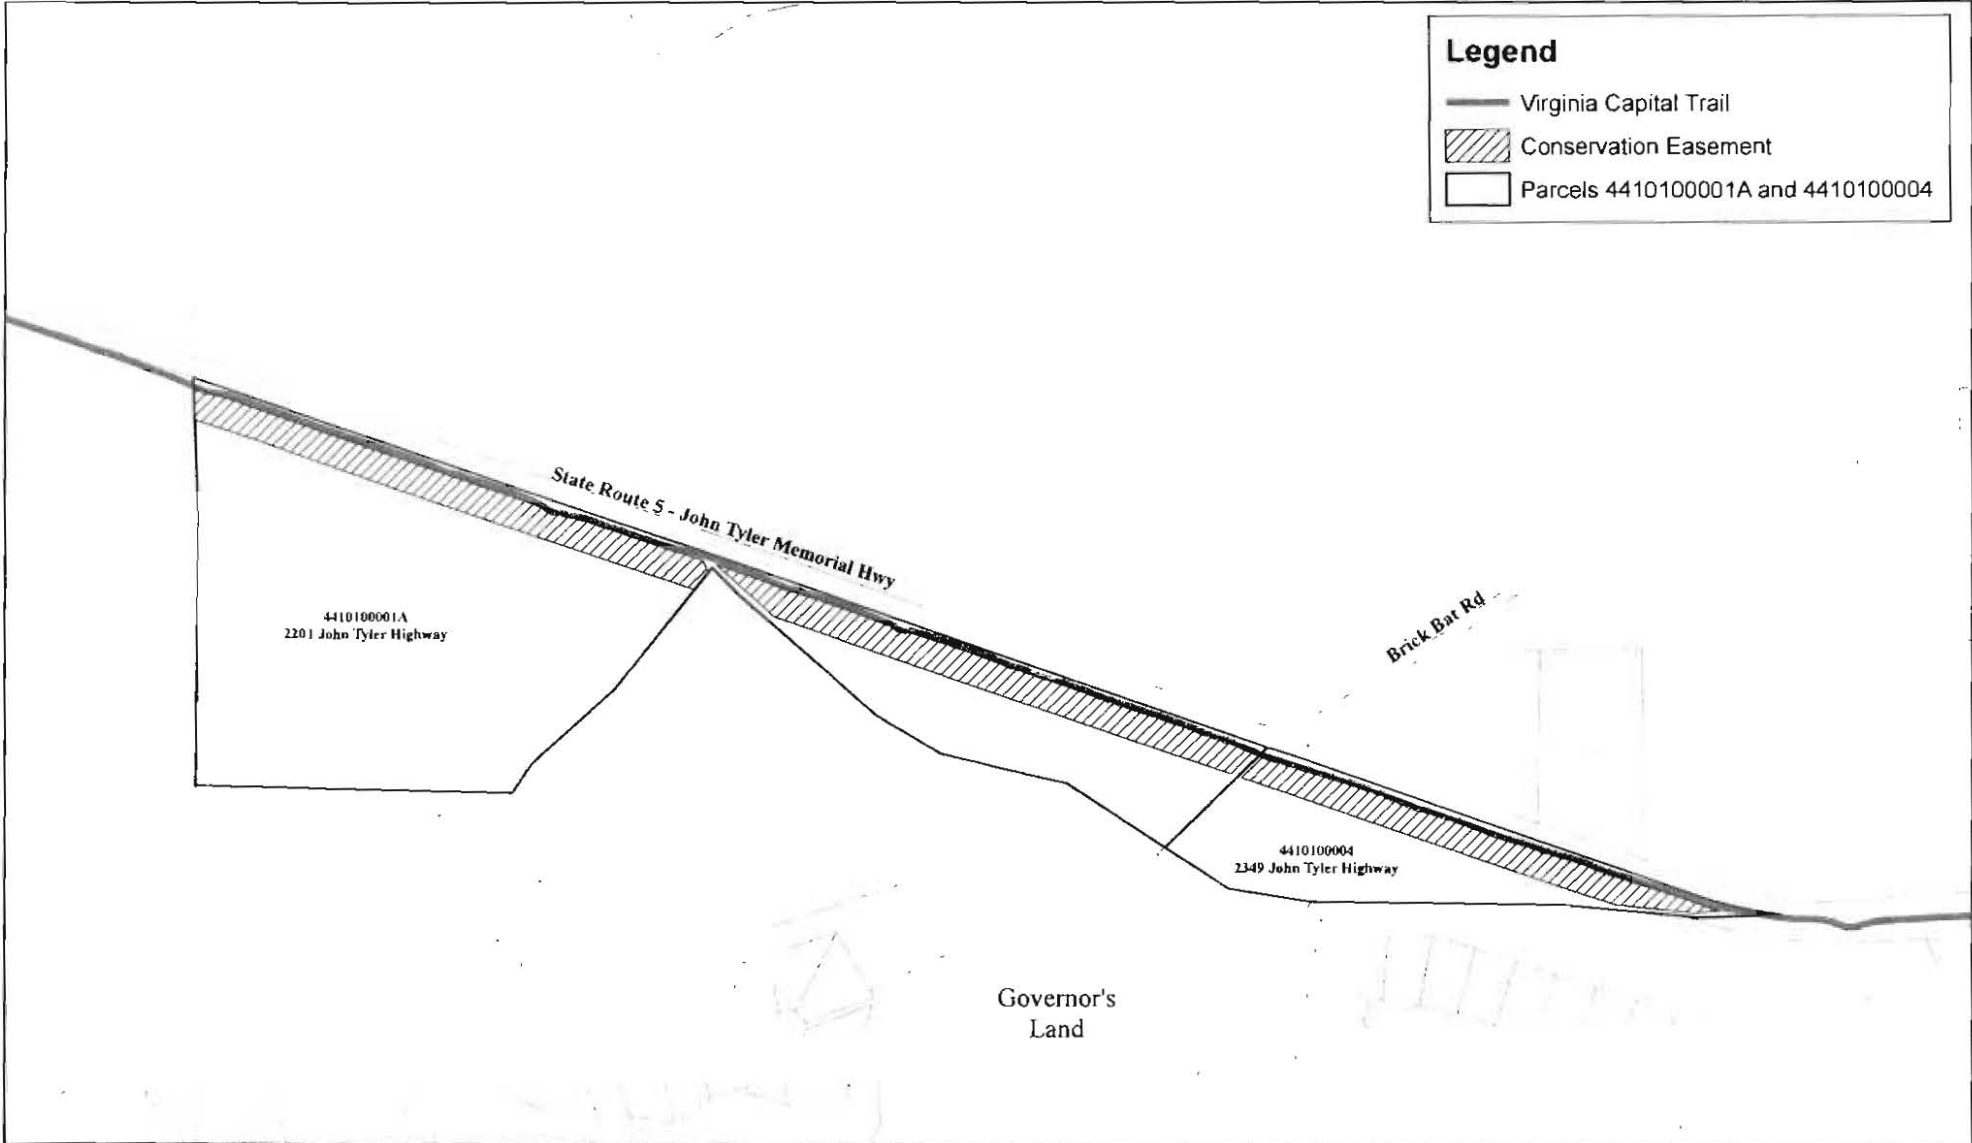 Legend
Virginia Capital Trail
Conservation Easement
Parcels 4410100001A and 4410100004
State Route 5 - John Tyler Memorial Hwy
Brick Bat Rd
4410100001A
2201 John Tyler Highway
4410100004
2349 John Tyler Highway
Governor's
Land